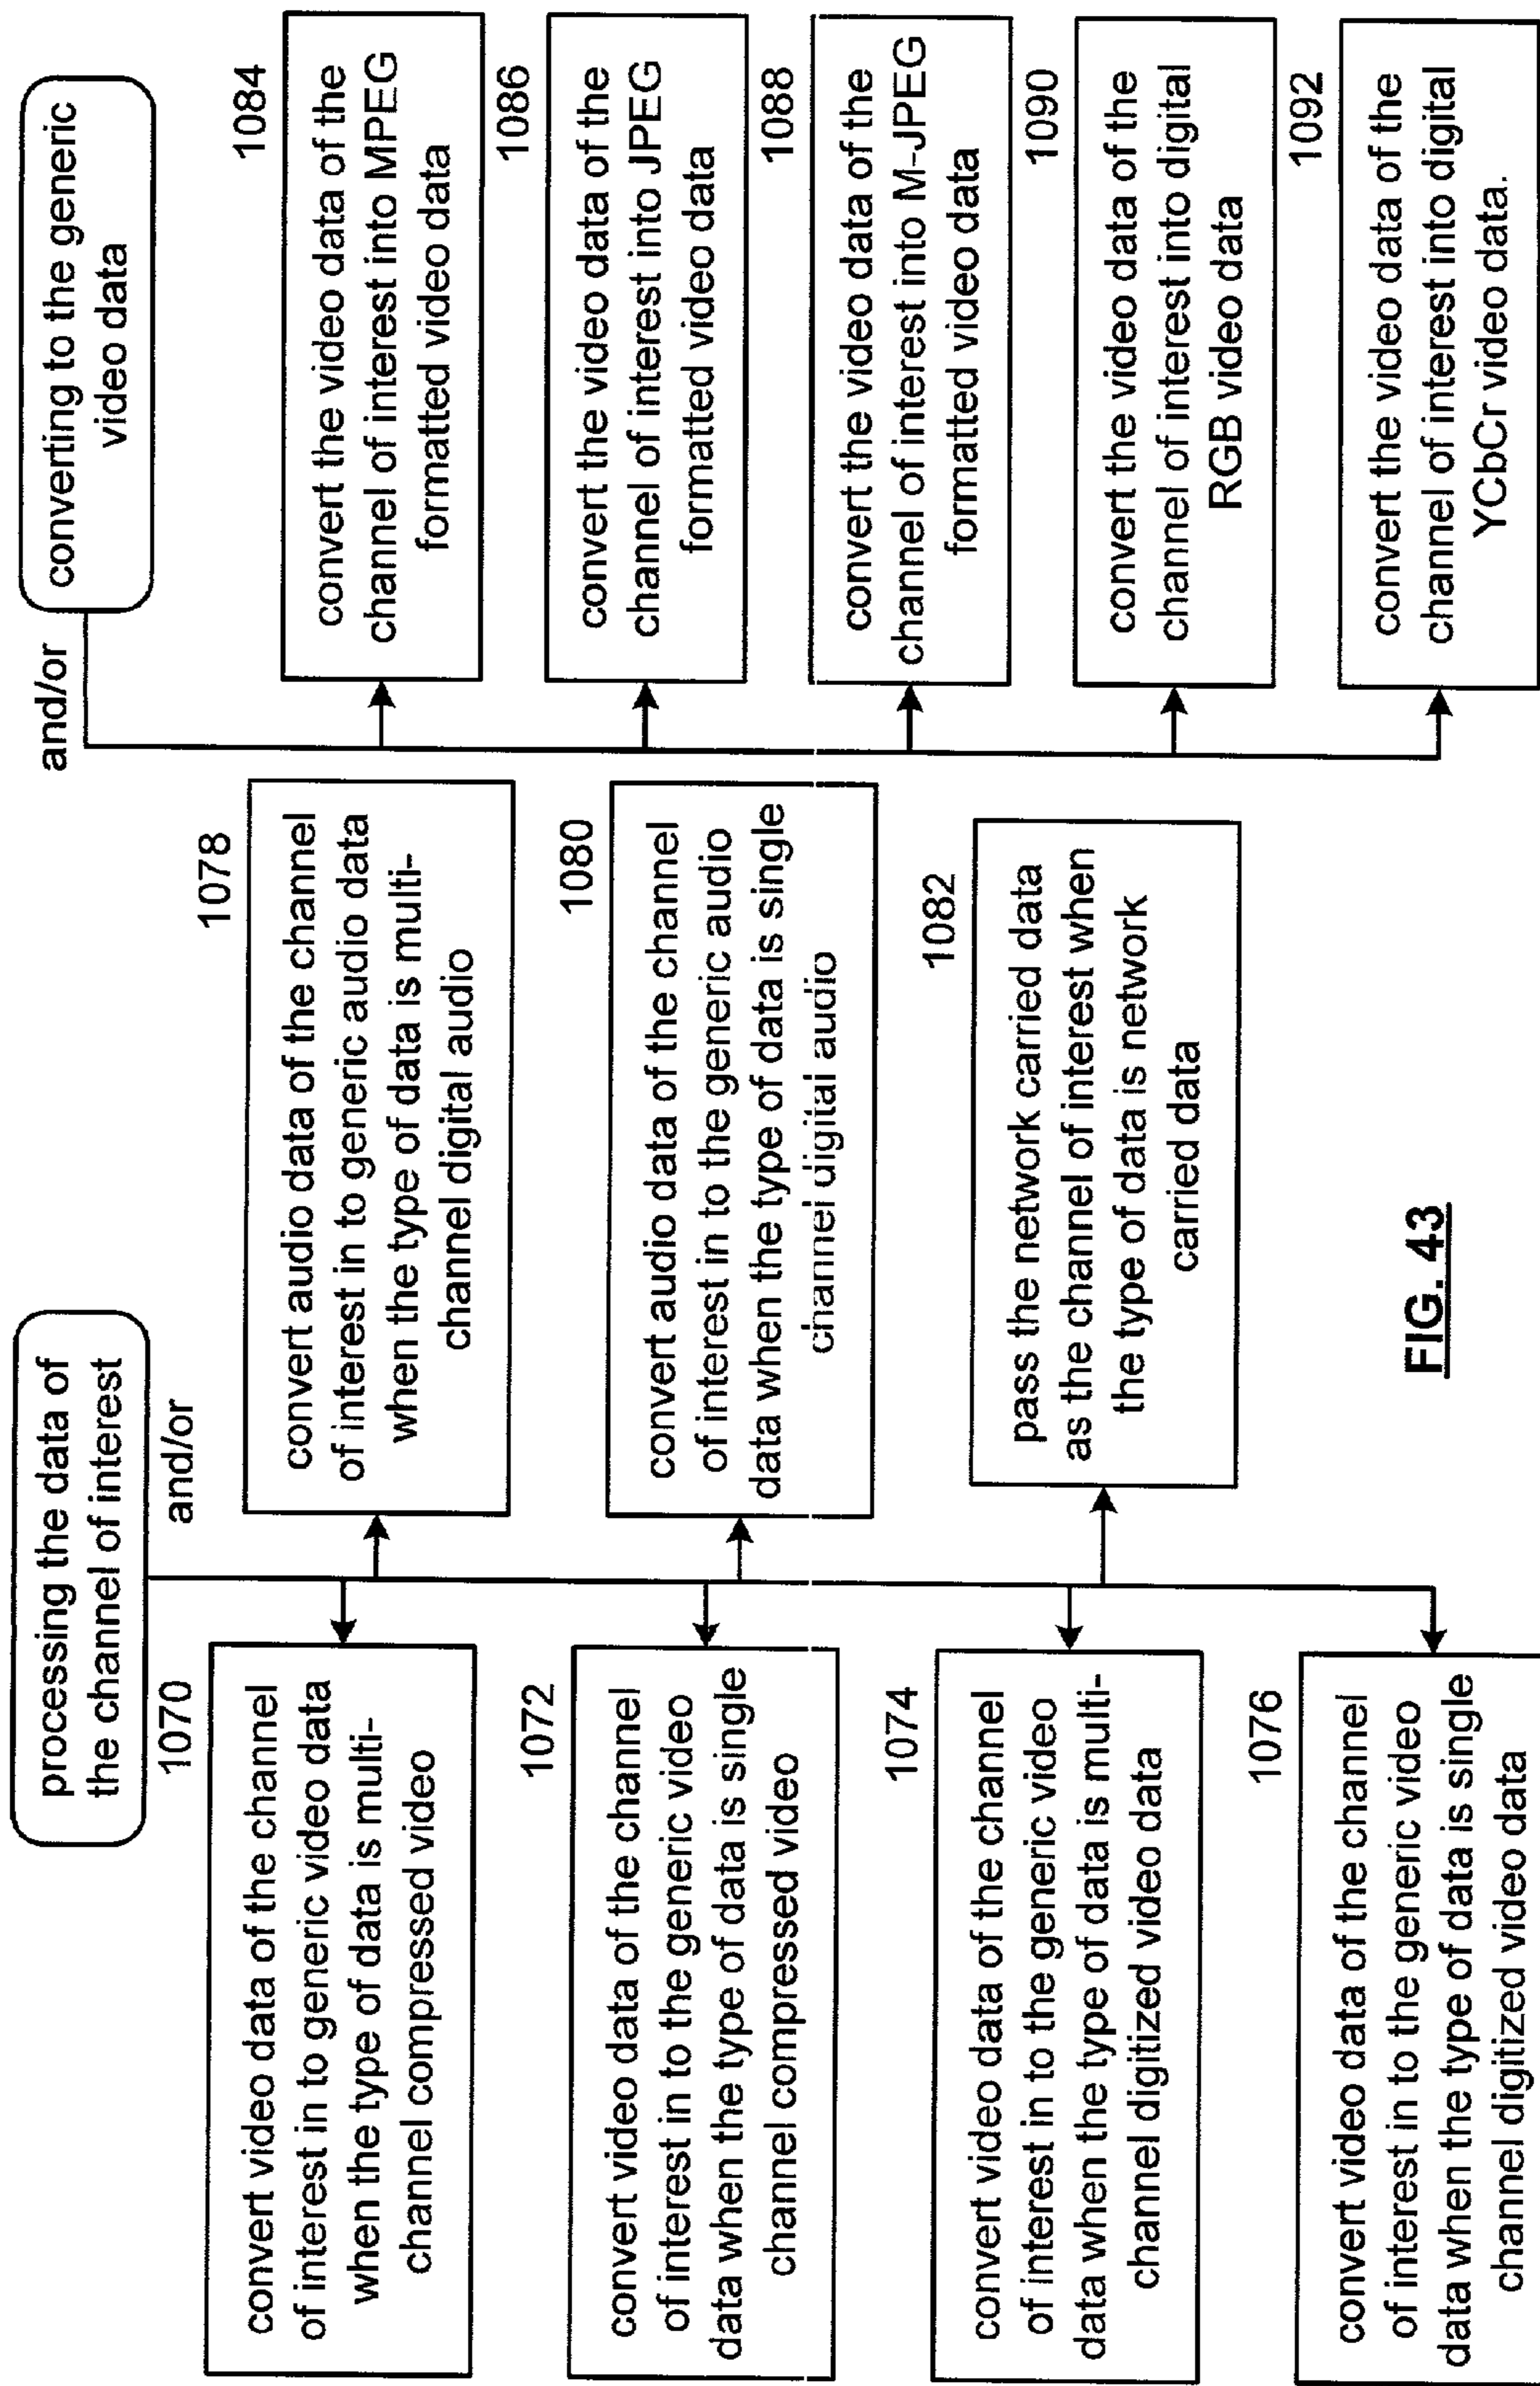 processing the data of
the channel of interest
and/or
1070
convert video data of the channel
of interest in to generic video data
when the type of data is multi-
channel compressed video
1072
convert video data of the channel
of interest in to the generic video
data when the type of data is single
channel compressed video
1074
convert video data of the channel
of interest in to the generic video
data when the type of data is multi-
channel digitized video data
1076
convert video data of the channel
of interest in to the generic video
data when the type of data is single
channel digitized video data
1078
convert audio data of the channel
of interest in to generic audio data
when the type of data is multi-
channel digital audio
1080
convert audio data of the channel
of interest in to the generic audio
data when the type of data is single
channel digital audio
1082
pass the network carried data
as the channel of interest when
the type of data is network
carried data
and/or
converting to the generic
video data
1084
convert the video data of the
channel of interest into MPEG
formatted video data
1086
convert the video data of the
channel of interest into JPEG
formatted video data
1088
convert the video data of the
channel of interest into M-JPEG
formatted video data
1090
convert the video data of the
channel of interest into digital
RGB video data
1092
convert the video data of the
channel of interest into digital
YCbCr video data.
FIG. 43